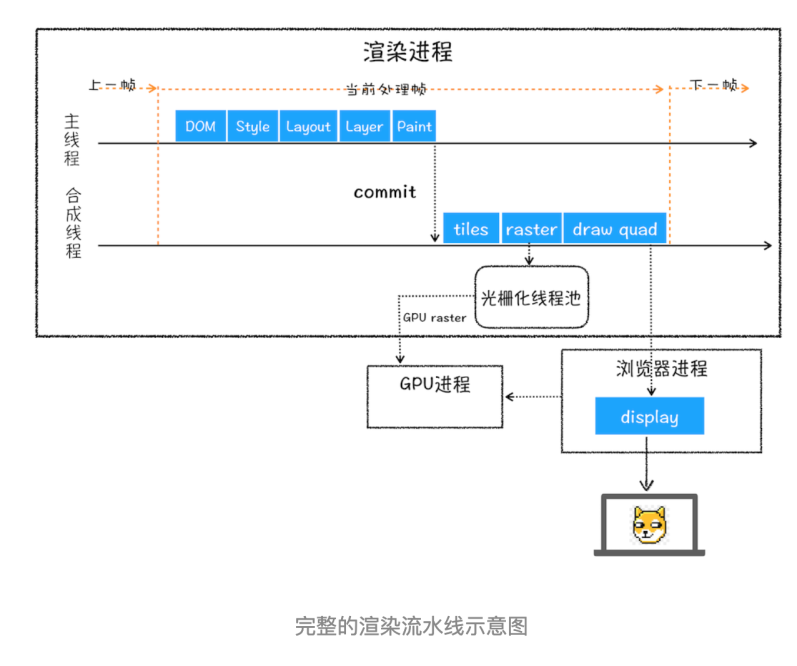 渲染进程
上一帧
当前处理帧
下一帧
主线程
DOM Style Layout Layer Paint
commit
合成线程
tiles raster draw quad
光栅化线程池
GPU raster
GPU进程
浏览器进程
display
完整的渲染流水线示意图